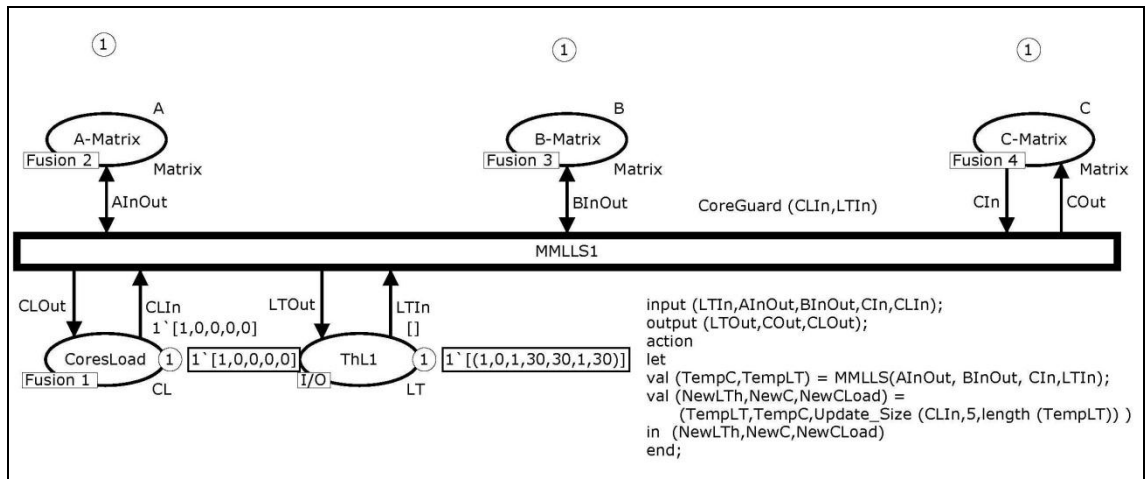 1
1
1
A
B
C
A-Matrix
B-Matrix
C-Matrix
Fusion 2
Fusion 3
Fusion 4
Matrix
Matrix
Matrix
AInOut
BInOut
CoreGuard (CLIn,LTIn)
CIn
COut
MMLLS1
CLOut
CLIn
LTOut
LTIn
1`[1,0,0,0,0]
[]
CoresLoad
1
1`[1,0,0,0,0]
ThL1
1
1`[(1,0,1,30,30,1,30)]
Fusion 1
I/O
CL
LT
input (LTIn,AInOut,BInOut,CIn,CLIn);
output (LTOut,COut,CLOut);
action
let
val (TempC,TempLT) = MMLLS(AInOut, BInOut, CIn,LTIn);
val (NewLTh,NewC,NewCLoad) =
(TempLT,TempC,Update_Size (CLIn,5,length (TempLT)) )
in (NewLTh,NewC,NewCLoad)
end;